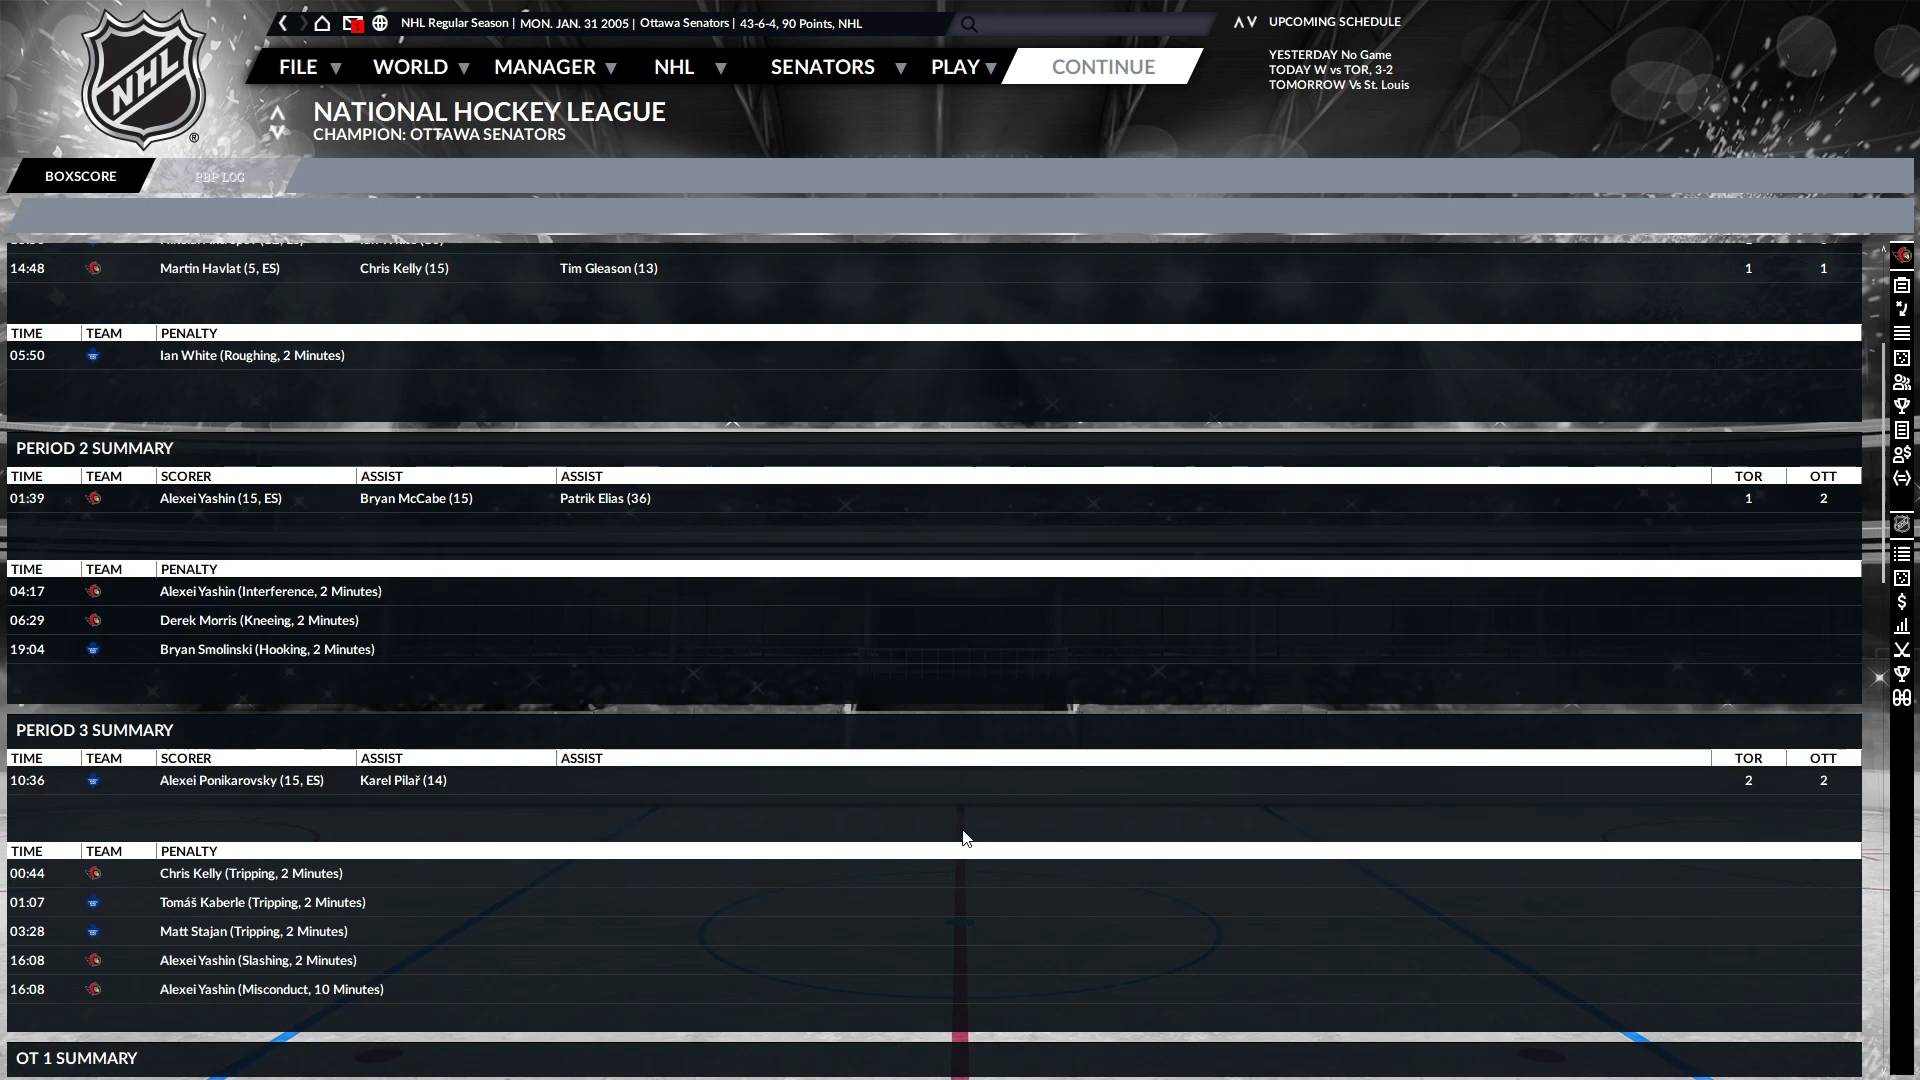 NHL Regular Season | MON. JAN. 31 2005 | Ottawa Senators | 43-6-4, 90 Points, NHL
UPCOMING SCHEDULE
YESTERDAY No Game
TODAY W vs TOR, 3-2
TOMORROW Vs St. Louis
FILE WORLD MANAGER NHL SENATORS PLAY CONTINUE
NHL
NATIONAL HOCKEY LEAGUE
CHAMPION: OTTAWA SENATORS
BOXSCORE PBP LOG
14:48 Martin Havlat (5, ES) Chris Kelly (15) Tim Gleason (13) 1 1
TIME TEAM PENALTY
05:50 Ian White (Roughing, 2 Minutes)
PERIOD 2 SUMMARY
TIME TEAM SCORER ASSIST ASSIST TOR OTT
01:39 Alexei Yashin (15, ES) Bryan McCabe (15) Patrik Elias (36) 1 2
TIME TEAM PENALTY
04:17 Alexei Yashin (Interference, 2 Minutes)
06:29 Derek Morris (Kneeing, 2 Minutes)
19:04 Bryan Smolinski (Hooking, 2 Minutes)
PERIOD 3 SUMMARY
TIME TEAM SCORER ASSIST ASSIST TOR OTT
10:36 Alexei Ponikarovsky (15, ES) Karel Pilař (14) 2 2
TIME TEAM PENALTY
00:44 Chris Kelly (Tripping, 2 Minutes)
01:07 Tomáš Kaberle (Tripping, 2 Minutes)
03:28 Matt Stajan (Tripping, 2 Minutes)
16:08 Alexei Yashin (Slashing, 2 Minutes)
16:08 Alexei Yashin (Misconduct, 10 Minutes)
OT 1 SUMMARY